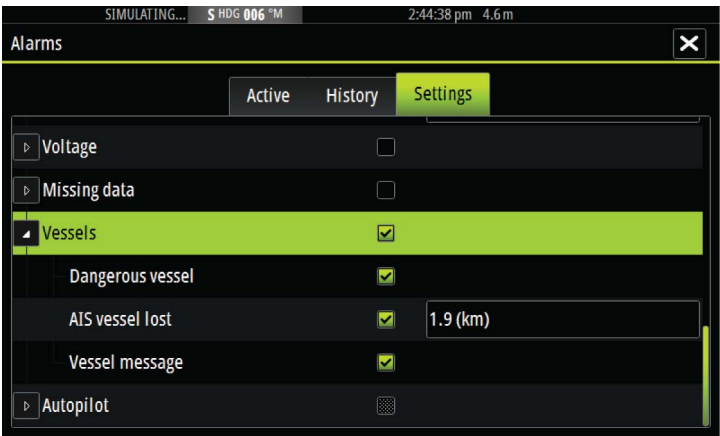 SIMULATING... S HDG 006 °M 2:44:38 pm 4.6 m
Alarms
Active History Settings
Voltage
Missing data
Vessels
Dangerous vessel
AIS vessel lost 1.9 (km)
Vessel message
Autopilot